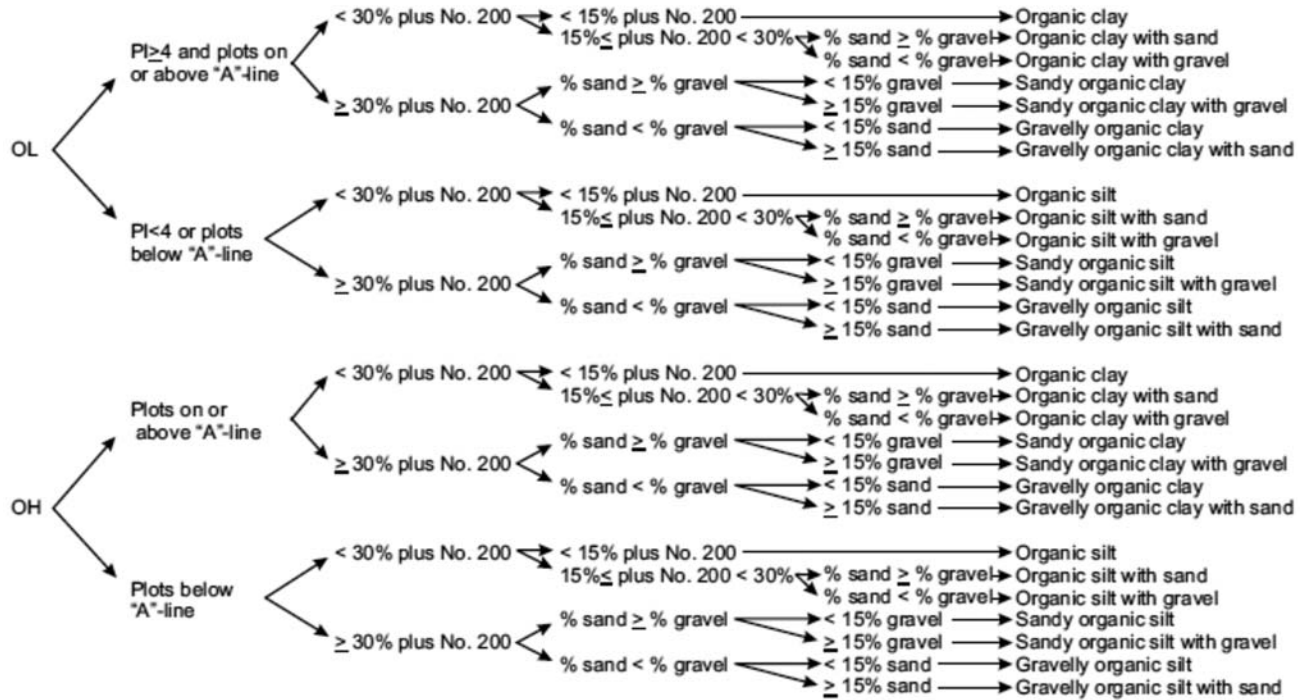 < 30% plus No. 200 < 15% plus No. 200 Organic clay
PI≥4 and plots on
or above "A"-line
15%≤ plus No. 200 < 30% % sand ≥ % gravel Organic clay with sand
% sand < % gravel Organic clay with gravel
≥ 30% plus No. 200 % sand ≥ % gravel < 15% gravel Sandy organic clay
≥ 15% gravel Sandy organic clay with gravel
% sand < % gravel < 15% sand Gravelly organic clay
≥ 15% sand Gravelly organic clay with sand
OL
< 30% plus No. 200 < 15% plus No. 200 Organic silt
PI<4 or plots
below "A"-line
15%≤ plus No. 200 < 30% % sand ≥ % gravel Organic silt with sand
% sand < % gravel Organic silt with gravel
≥ 30% plus No. 200 % sand ≥ % gravel < 15% gravel Sandy organic silt
≥ 15% gravel Sandy organic silt with gravel
% sand < % gravel < 15% sand Gravelly organic silt
≥ 15% sand Gravelly organic silt with sand
< 30% plus No. 200 < 15% plus No. 200 Organic clay
Plots on or
above "A"-line
15%≤ plus No. 200 < 30% % sand ≥ % gravel Organic clay with sand
% sand < % gravel Organic clay with gravel
≥ 30% plus No. 200 % sand ≥ % gravel < 15% gravel Sandy organic clay
≥ 15% gravel Sandy organic clay with gravel
% sand < % gravel < 15% sand Gravelly organic clay
≥ 15% sand Gravelly organic clay with sand
OH
< 30% plus No. 200 < 15% plus No. 200 Organic silt
Plots below
"A"-line
15%≤ plus No. 200 < 30% % sand ≥ % gravel Organic silt with sand
% sand < % gravel Organic silt with gravel
≥ 30% plus No. 200 % sand ≥ % gravel < 15% gravel Sandy organic silt
≥ 15% gravel Sandy organic silt with gravel
% sand < % gravel < 15% sand Gravelly organic silt
≥ 15% sand Gravelly organic silt with sand